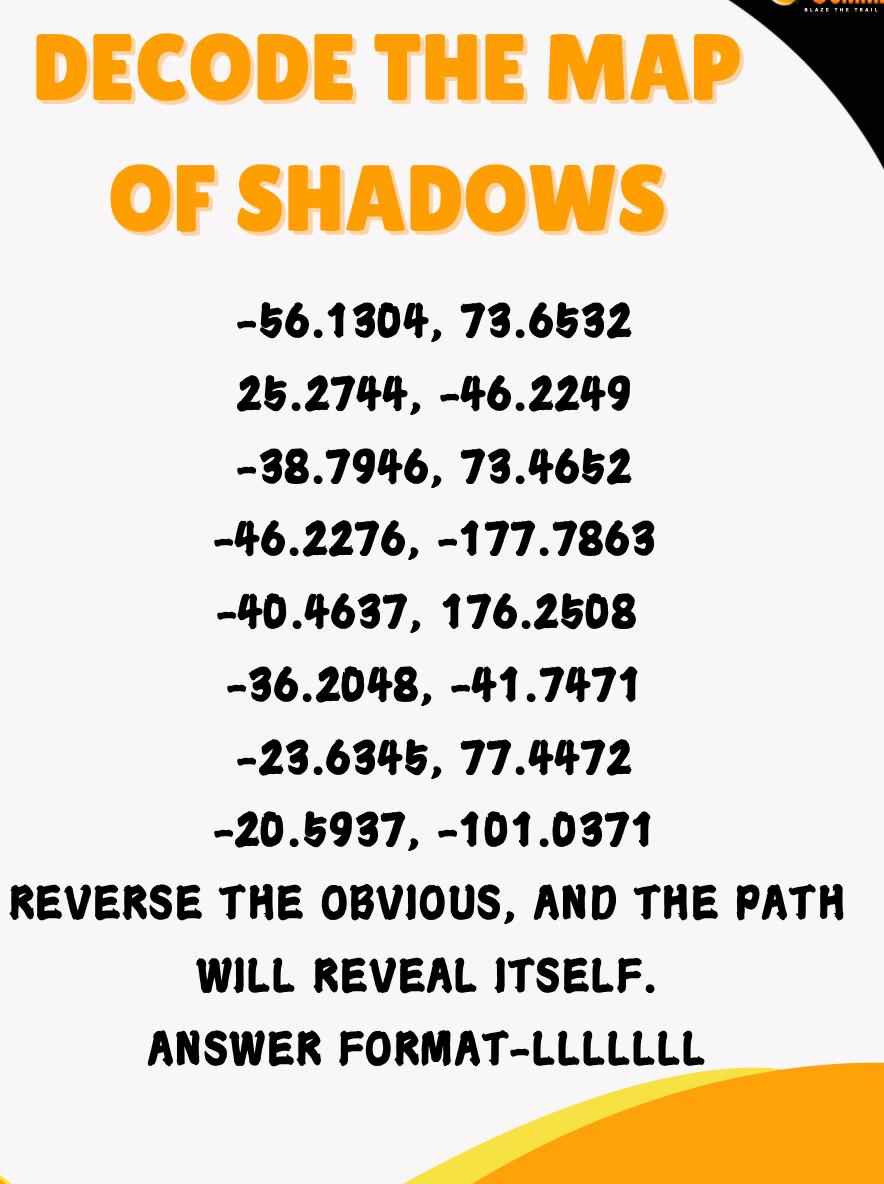 BLAZE THE TRAIL
DECODE THE MAP
OF SHADOWS
-56.1304, 73.6532
25.2744, -46.2249
-38.7946, 73.4652
-46.2276, -177.7863
-40.4637, 176.2508
-36.2048, -41.7471
-23.6345, 77.4472
-20.5937, -101.0371
REVERSE THE OBVIOUS, AND THE PATH
WILL REVEAL ITSELF.
ANSWER FORMAT-LLLLLLL